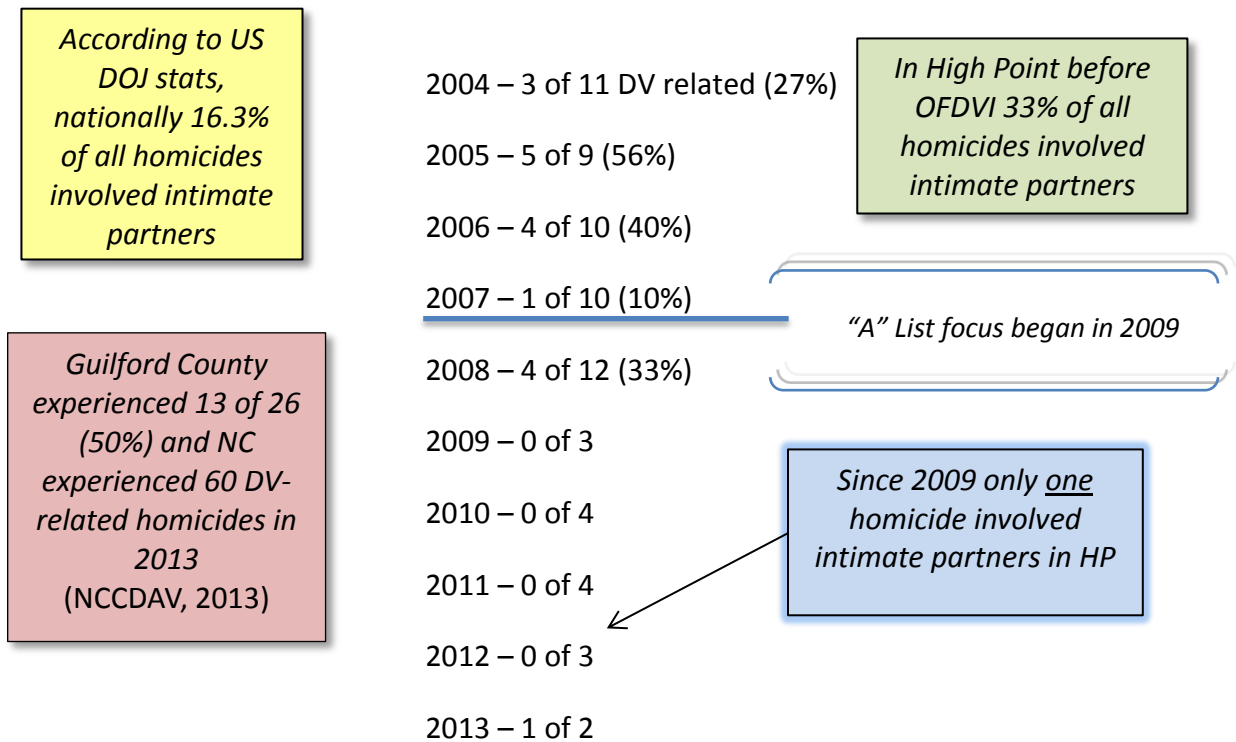 According to US
DOJ stats,
nationally 16.3%
of all homicides
involved intimate
partners
Guilford County
experienced 13 of 26
(50%) and NC
experienced 60 DV-
related homicides in
2013
(NCCDAV, 2013)
2004 – 3 of 11 DV related (27%)
2005 – 5 of 9 (56%)
2006 – 4 of 10 (40%)
2007 – 1 of 10 (10%)
2008 – 4 of 12 (33%)
2009 – 0 of 3
2010 – 0 of 4
2011 – 0 of 4
2012 – 0 of 3
2013 – 1 of 2
In High Point before
OFDVI 33% of all
homicides involved
intimate partners
“A” List focus began in 2009
Since 2009 only one
homicide involved
intimate partners in HP